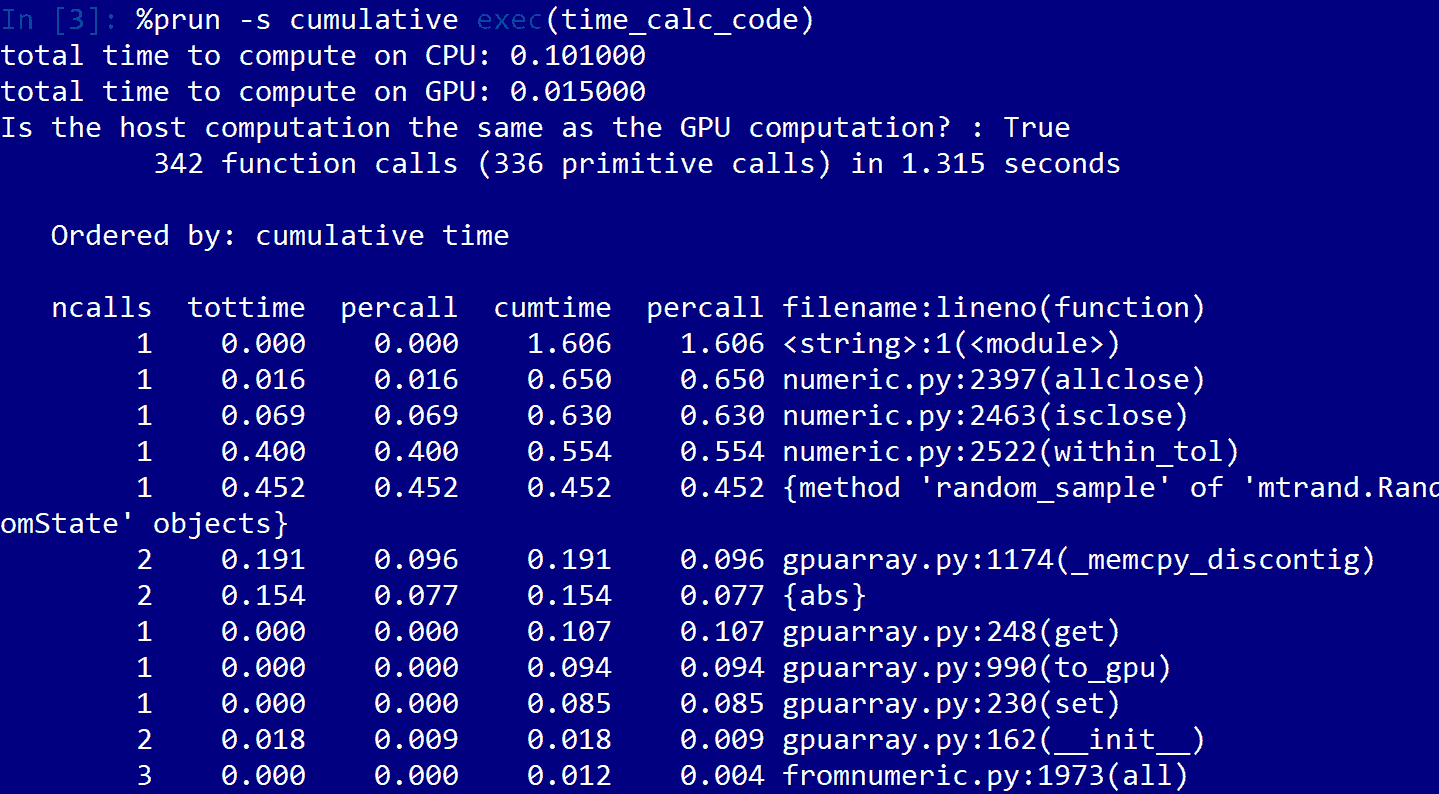 In [3]: %prun -s cumulative exec(time_calc_code)
total time to compute on CPU: 0.101000
total time to compute on GPU: 0.015000
Is the host computation the same as the GPU computation? : True
         342 function calls (336 primitive calls) in 1.315 seconds

   Ordered by: cumulative time

   ncalls  tottime  percall  cumtime  percall filename:lineno(function)
        1    0.000    0.000    1.606    1.606 <string>:1(<module>)
        1    0.016    0.016    0.650    0.650 numeric.py:2397(allclose)
        1    0.069    0.069    0.630    0.630 numeric.py:2463(isclose)
        1    0.400    0.400    0.554    0.554 numeric.py:2522(within_tol)
        1    0.452    0.452    0.452    0.452 {method 'random_sample' of 'mtrand.Rand
omState' objects}
        2    0.191    0.096    0.191    0.096 gpuarray.py:1174(_memcpy_discontig)
        2    0.154    0.077    0.154    0.077 {abs}
        1    0.000    0.000    0.107    0.107 gpuarray.py:248(get)
        1    0.000    0.000    0.094    0.094 gpuarray.py:990(to_gpu)
        1    0.000    0.000    0.085    0.085 gpuarray.py:230(set)
        2    0.018    0.009    0.018    0.009 gpuarray.py:162(__init__)
        3    0.000    0.000    0.012    0.004 fromnumeric.py:1973(all)